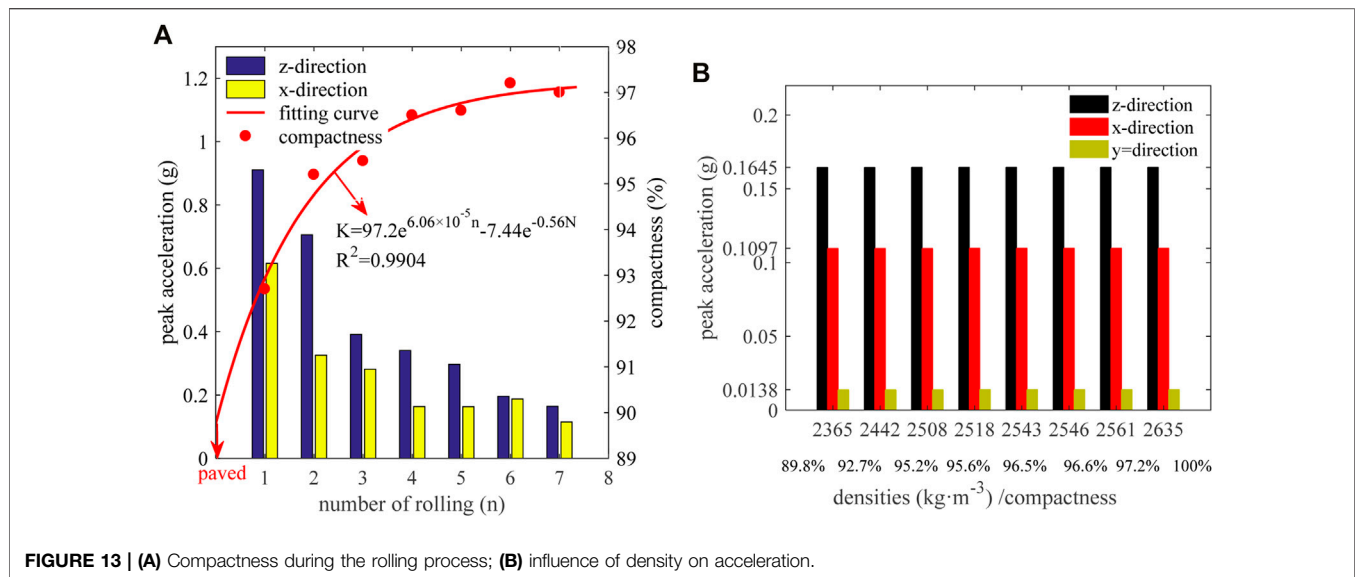 A
z-direction
x-direction
fitting curve
compactness
1.2
1
0.8
0.6
0.4
0.2
0
peak acceleration (g)
98
97
96
95
94
93
92
91
90
89
compactness (%)
K=97.2e^{6.06×10^{-5}n}-7.44e^{-0.56N}
R²=0.9904
paved
1 2 3 4 5 6 7 8
number of rolling (n)
B
z-direction
x-direction
y=direction
0.2
0.1645
0.15
0.1097
0.1
0.05
0.0138
0
peak acceleration (g)
2365 2442 2508 2518 2543 2546 2561 2635
89.8% 92.7% 95.2% 95.6% 96.5% 96.6% 97.2% 100%
densities (kg·m⁻³) /compactness
FIGURE 13 | (A) Compactness during the rolling process; (B) influence of density on acceleration.